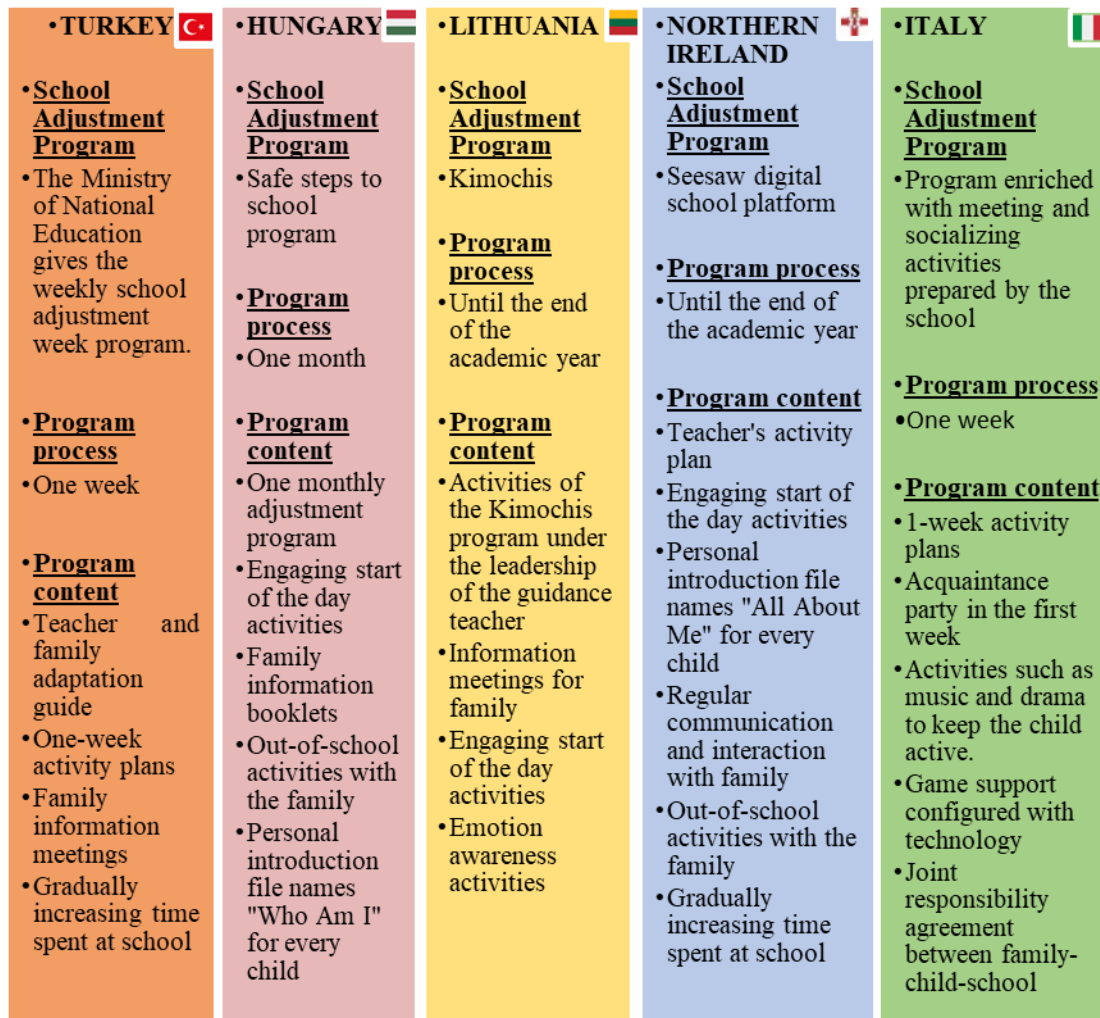 • TURKEY
• School
Adjustment
Program
• The Ministry
of National
Education
gives the
weekly school
adjustment
week program.
• Program
process
• One week
• Program
content
• Teacher and
family
adaptation
guide
• One-week
activity plans
• Family
information
meetings
• Gradually
increasing time
spent at school
• HUNGARY
• School
Adjustment
Program
• Safe steps to
school
program
• Program
process
• One month
• Program
content
• One monthly
adjustment
program
• Engaging start
of the day
activities
• Family
information
booklets
• Out-of-school
activities with
the family
• Personal
introduction
file names
"Who Am I"
for every
child
• LITHUANIA
• School
Adjustment
Program
• Kimochis
• Program
process
• Until the end
of the
academic year
• Program
content
• Activities of
the Kimochis
program under
the leadership
of the guidance
teacher
• Information
meetings for
family
• Engaging start
of the day
activities
• Emotion
awareness
activities
• NORTHERN
IRELAND
• School
Adjustment
Program
• Seesaw digital
school platform
• Program process
• Until the end of
the academic year
• Program content
• Teacher's activity
plan
• Engaging start of
the day activities
• Personal
introduction file
names "All About
Me" for every
child
• Regular
communication
and interaction
with family
• Out-of-school
activities with the
family
• Gradually
increasing time
spent at school
• ITALY
• School
Adjustment
Program
• Program enriched
with meeting and
socializing
activities
prepared by the
school
• Program process
• One week
• Program content
• 1-week activity
plans
• Acquaintance
party in the first
week
• Activities such as
music and drama
to keep the child
active.
• Game support
configured with
technology
• Joint
responsibility
agreement
between family-
child-school